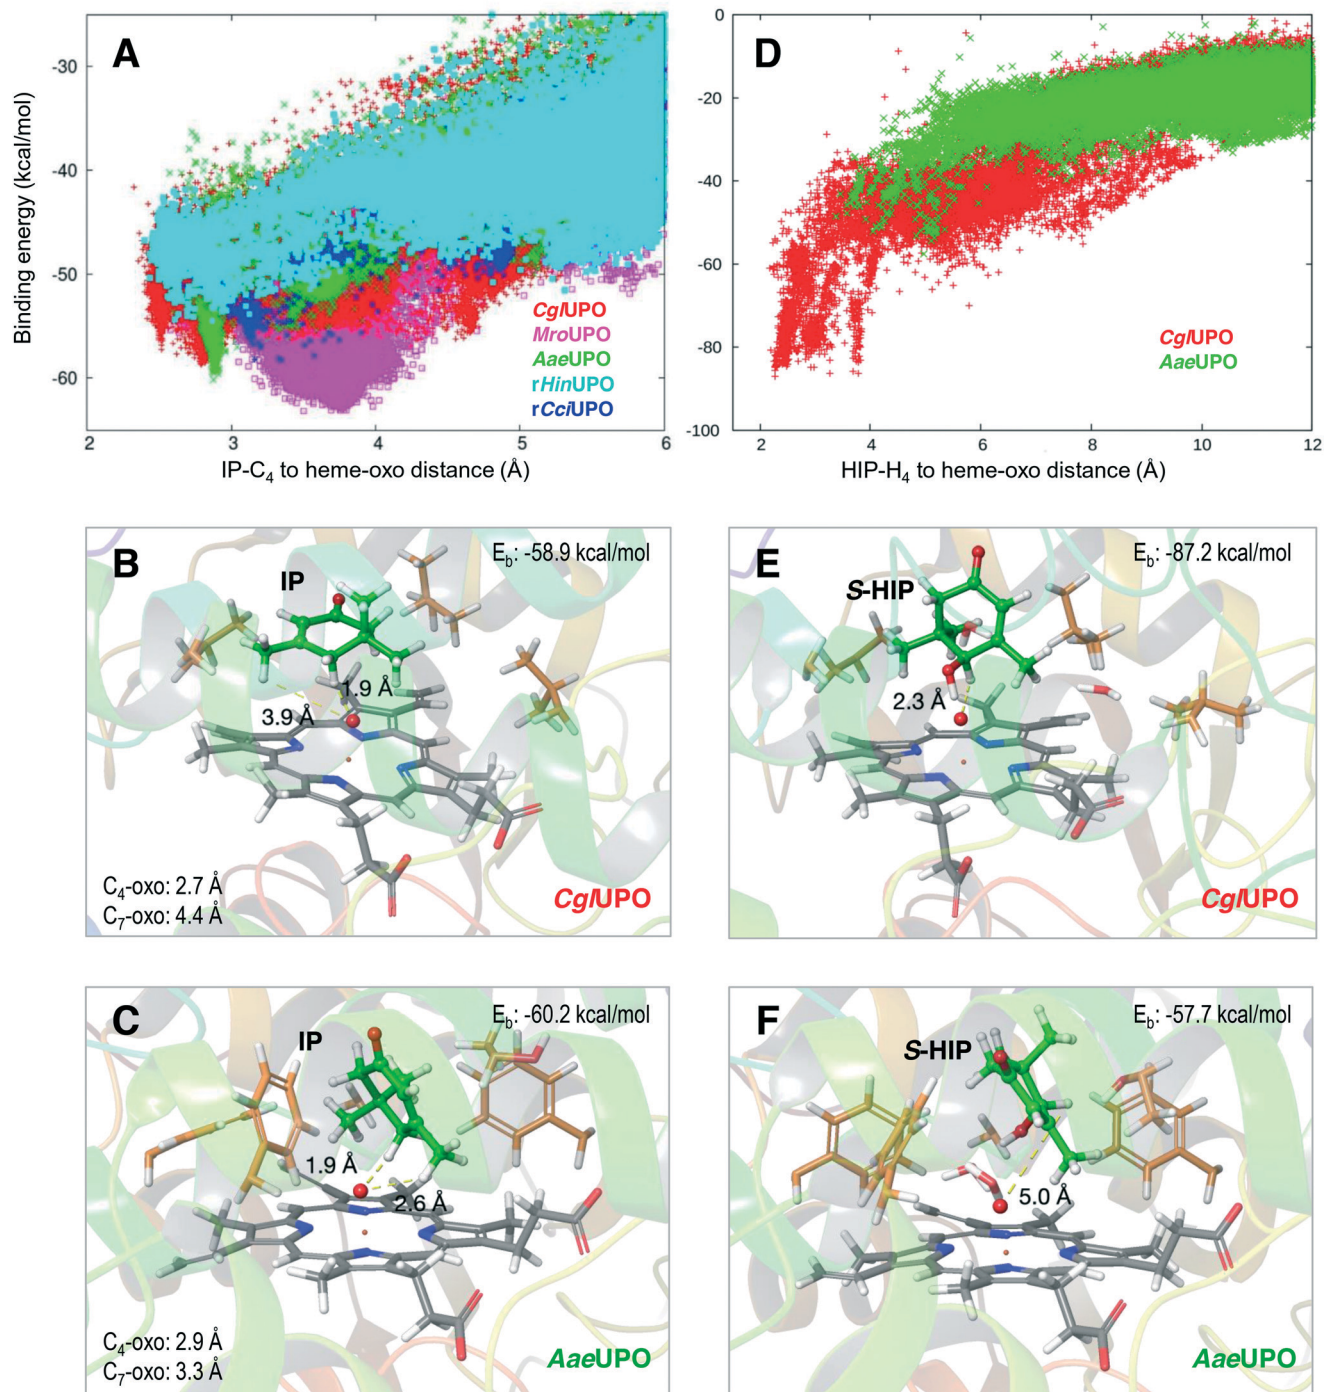 A
Binding energy (kcal/mol)
-30
-40
-50
-60
2 3 4 5 6
IP-C₄ to heme-oxo distance (Å)
CglUPO
MroUPO
AaeUPO
rHinUPO
rCciUPO
D
0
-20
-40
-60
-80
-100
2 4 6 8 10 12
HIP-H₄ to heme-oxo distance (Å)
CglUPO
AaeUPO
B
E_b: -58.9 kcal/mol
IP
1.9 Å
3.9 Å
C₄-oxo: 2.7 Å
C₇-oxo: 4.4 Å
CglUPO
E
E_b: -87.2 kcal/mol
S-HIP
2.3 Å
CglUPO
C
E_b: -60.2 kcal/mol
IP
1.9 Å
2.6 Å
C₄-oxo: 2.9 Å
C₇-oxo: 3.3 Å
AaeUPO
F
E_b: -57.7 kcal/mol
S-HIP
5.0 Å
AaeUPO